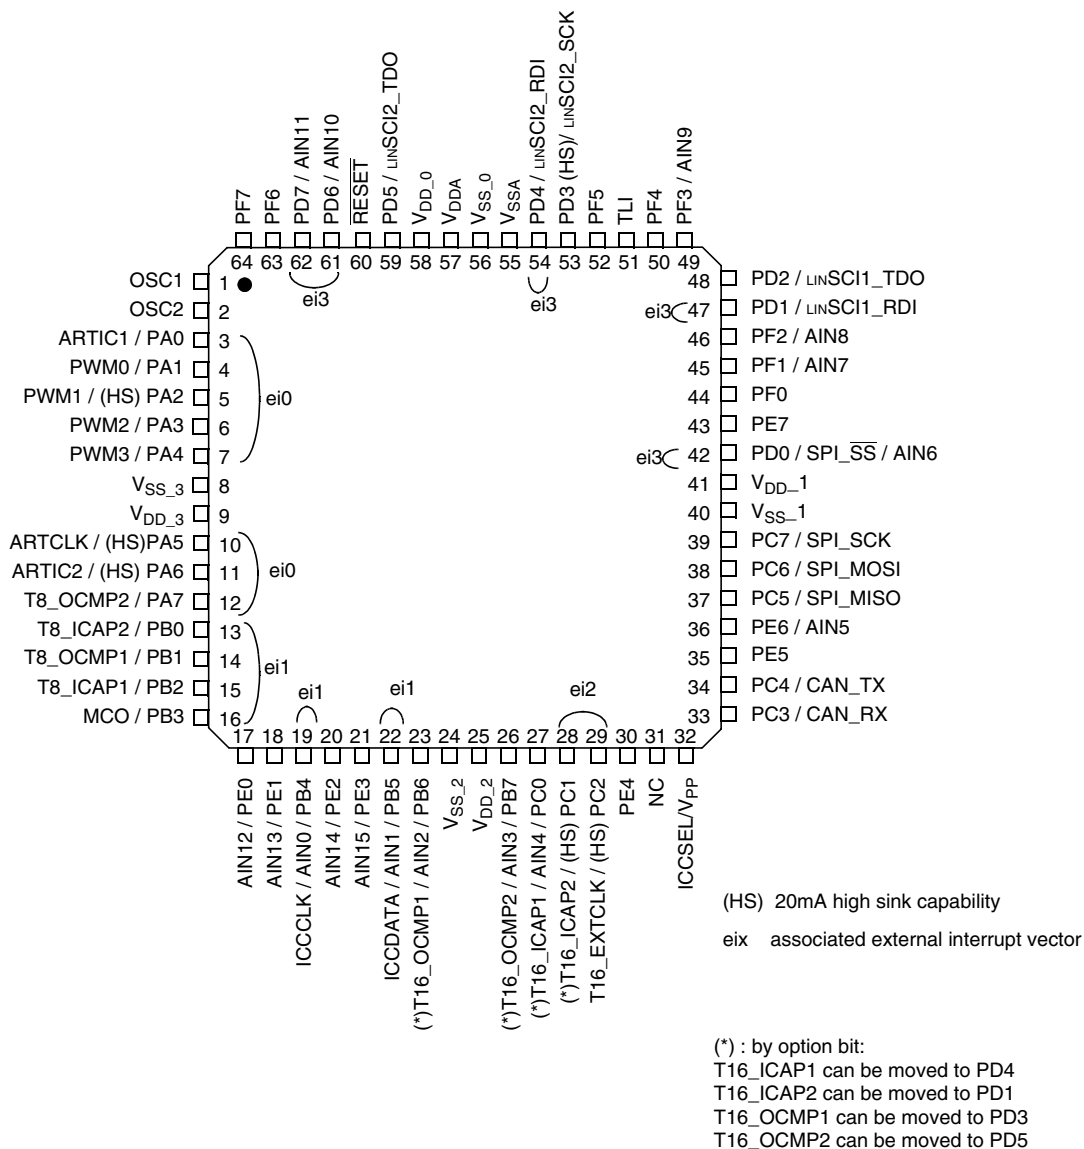 PF7
PF6
PD7 / AIN11
PD6 / AIN10
RESET
PD5 / LINSCI2_TDO
VDD_0
VDDA
VSS_0
VSSA
PD4 / LINSCI2_RDI
PD3 (HS)/ LINSCI2_SCK
PF5
TLI
PF4
PF3 / AIN9
64 63 62 61 60 59 58 57 56 55 54 53 52 51 50 49
ei3
ei3
OSC1 1
OSC2 2
ARTIC1 / PA0 3
PWM0 / PA1 4
PWM1 / (HS) PA2 5
PWM2 / PA3 6
PWM3 / PA4 7
ei0
VSS_3 8
VDD_3 9
ARTCLK / (HS)PA5 10
ARTIC2 / (HS) PA6 11
T8_OCMP2 / PA7 12
ei0
T8_ICAP2 / PB0 13
T8_OCMP1 / PB1 14
T8_ICAP1 / PB2 15
MCO / PB3 16
ei1
48 PD2 / LINSCI1_TDO
ei3 47 PD1 / LINSCI1_RDI
46 PF2 / AIN8
45 PF1 / AIN7
44 PF0
43 PE7
ei3 42 PD0 / SPI_SS / AIN6
41 VDD_1
40 VSS_1
39 PC7 / SPI_SCK
38 PC6 / SPI_MOSI
37 PC5 / SPI_MISO
36 PE6 / AIN5
35 PE5
34 PC4 / CAN_TX
33 PC3 / CAN_RX
ei1
ei1
ei2
17 18 19 20 21 22 23 24 25 26 27 28 29 30 31 32
AIN12 / PE0
AIN13 / PE1
ICCCLK / AIN0 / PB4
AIN14 / PE2
AIN15 / PE3
ICCDATA / AIN1 / PB5
(*)T16_OCMP1 / AIN2 / PB6
VSS_2
VDD_2
(*)T16_OCMP2 / AIN3 / PB7
(*)T16_ICAP1 / AIN4 / PC0
(*)T16_ICAP2 / (HS) PC1
T16_EXTCLK / (HS) PC2
PE4
NC
ICCSEL/VPP
(HS) 20mA high sink capability
eix associated external interrupt vector
(*) : by option bit:
T16_ICAP1 can be moved to PD4
T16_ICAP2 can be moved to PD1
T16_OCMP1 can be moved to PD3
T16_OCMP2 can be moved to PD5